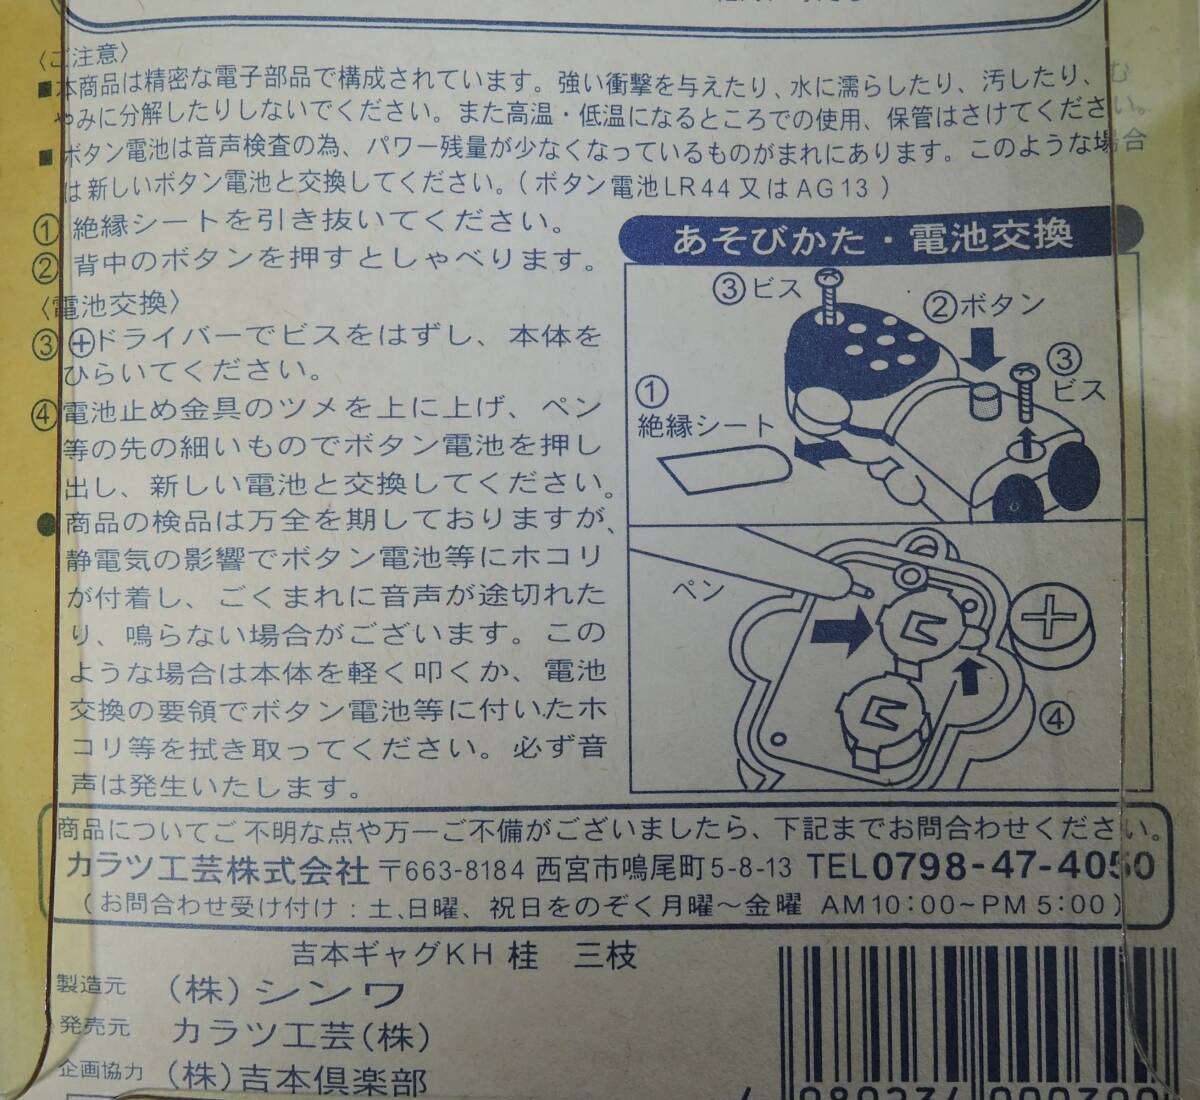 〈ご注意〉
■本商品は精密な電子部品で構成されています。強い衝撃を与えたり、水に濡らしたり、汚したり、む
やみに分解したりしないでください。また高温・低温になるところでの使用、保管はさけてください。
■ボタン電池は音声検査の為、パワー残量が少なくなっているものがまれにあります。このような場合
は新しいボタン電池と交換してください。(ボタン電池LR44又はAG13)
①絶縁シートを引き抜いてください。
②背中のボタンを押すとしゃべります。
〈電池交換〉
③⊕ドライバーでビスをはずし、本体を
ひらいてください。
④電池止め金具のツメを上に上げ、ペン
等の先の細いものでボタン電池を押し
出し、新しい電池と交換してください。
●商品の検品は万全を期しておりますが、
静電気の影響でボタン電池等にホコリ
が付着し、ごくまれに音声が途切れた
り、鳴らない場合がございます。この
ような場合は本体を軽く叩くか、電池
交換の要領でボタン電池等に付いたホ
コリ等を拭き取ってください。必ず音
声は発生いたします。
あそびかた・電池交換
③ビス
②ボタン
③
ビス
①
絶縁シート
ペン
④
商品についてご不明な点や万一ご不備がございましたら、下記までお問合わせください。
カラツ工芸株式会社 〒663-8184 西宮市鳴尾町5-8-13 TEL0798-47-4050
(お問合わせ受け付け：土、日曜、祝日をのぞく月曜〜金曜 AM10:00〜PM5:00)
吉本ギャグKH 桂 三枝
製造元 (株)シンワ
発売元 カラツ工芸(株)
企画協力 (株)吉本倶楽部